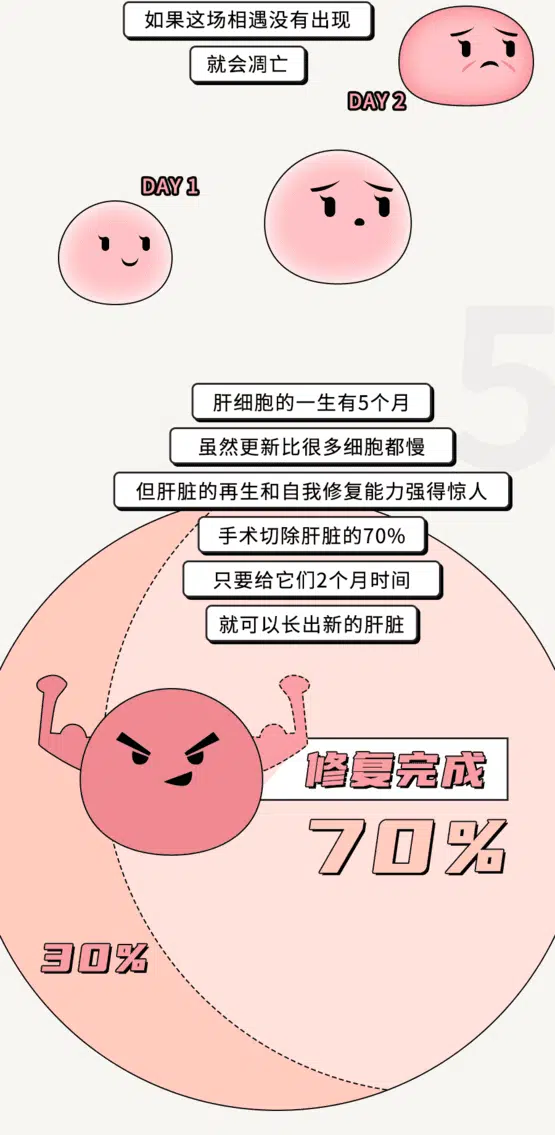 如果这场相遇没有出现
就会凋亡
DAY 2
DAY 1
5
肝细胞的一生有5个月
虽然更新比很多细胞都慢
但肝脏的再生和自我修复能力强得惊人
手术切除肝脏的70%
只要给它们2个月时间
就可以长出新的肝脏
修复完成
70%
30%